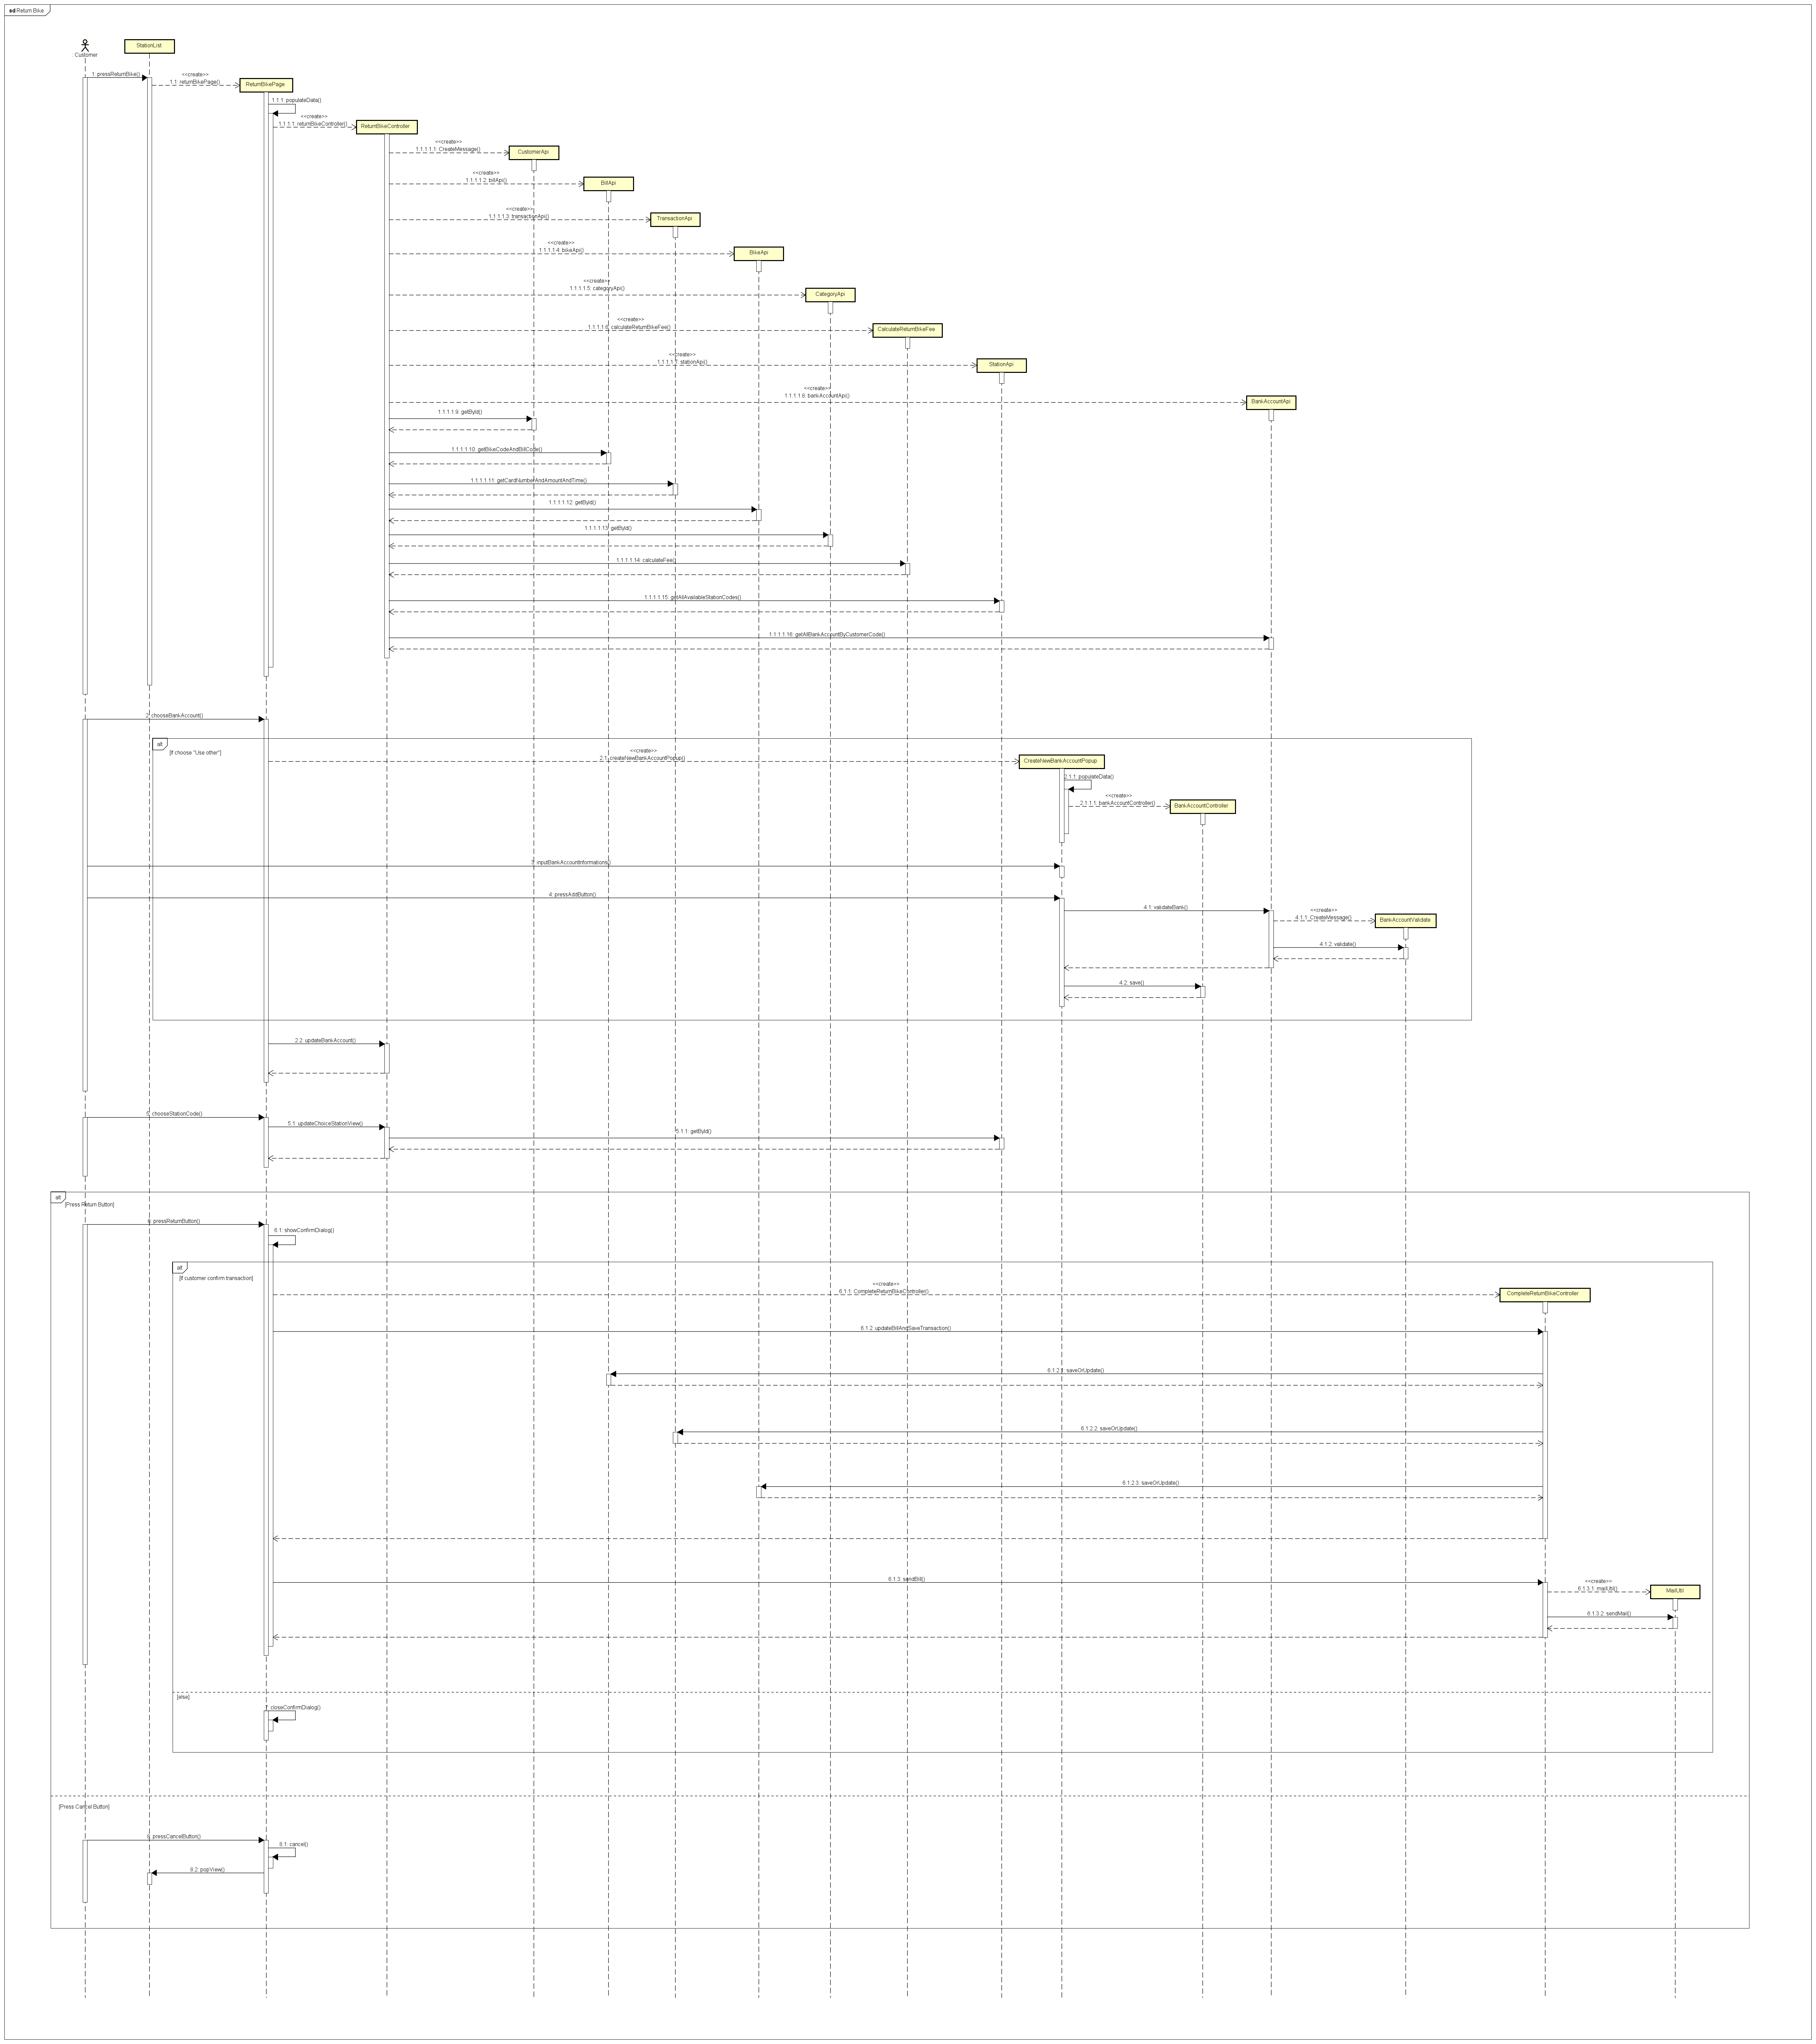 sd Return Bike
Customer
StationList
1: pressReturnBike()
<<create>>
1.1: returnBikePage()
ReturnBikePage
1.1.1: populateData()
<<create>>
1.1.1.1: returnBikeController()
ReturnBikeController
<<create>>
1.1.1.1.1: CreateMessage()
CustomerApi
<<create>>
1.1.1.1.2: billApi()
BillApi
<<create>>
1.1.1.1.3: transactionApi()
TransactionApi
<<create>>
1.1.1.1.4: bikeApi()
BikeApi
<<create>>
1.1.1.1.5: categoryApi()
CategoryApi
<<create>>
1.1.1.1.6: calculateReturnBikeFee()
CalculateReturnBikeFee
<<create>>
1.1.1.1.7: stationApi()
StationApi
<<create>>
1.1.1.1.8: bankAccountApi()
BankAccountApi
1.1.1.1.9: getById()
1.1.1.1.10: getBikeCodeAndBillCode()
1.1.1.1.11: getCardNumberAndAmountAndTime()
1.1.1.1.12: getById()
1.1.1.1.13: getById()
1.1.1.1.14: calculateFee()
1.1.1.1.15: getAllAvailableStationCodes()
1.1.1.1.16: getAllBankAccountByCustomerCode()
2: chooseBankAccount()
alt
[If choose "Use other"]
<<create>>
2.1: createNewBankAccountPopup()
CreateNewBankAccountPopup
2.1.1: populateData()
<<create>>
2.1.1.1: bankAccountController()
BankAccountController
3: inputBankAccountInformations()
4: pressAddButton()
4.1: validateBank()
<<create>>
4.1.1: CreateMessage()
BankAccountValidate
4.1.2: validate()
4.2: save()
2.2: updateBankAccount()
5: chooseStationCode()
5.1: updateChoiceStationView()
5.1.1: getById()
alt
[Press Return Button]
6: pressReturnButton()
6.1: showConfirmDialog()
alt
[If customer confirm transaction]
<<create>>
6.1.1: CompleteReturnBikeController()
CompleteReturnBikeController
6.1.2: updateBillAndSaveTransaction()
6.1.2.1: saveOrUpdate()
6.1.2.2: saveOrUpdate()
6.1.2.3: saveOrUpdate()
6.1.3: sendBill()
<<create>>
6.1.3.1: mailUtil()
MailUtil
6.1.3.2: sendMail()
[else]
7: closeConfirmDialog()
[Press Cancel Button]
8: pressCancelButton()
8.1: cancel()
8.2: popView()